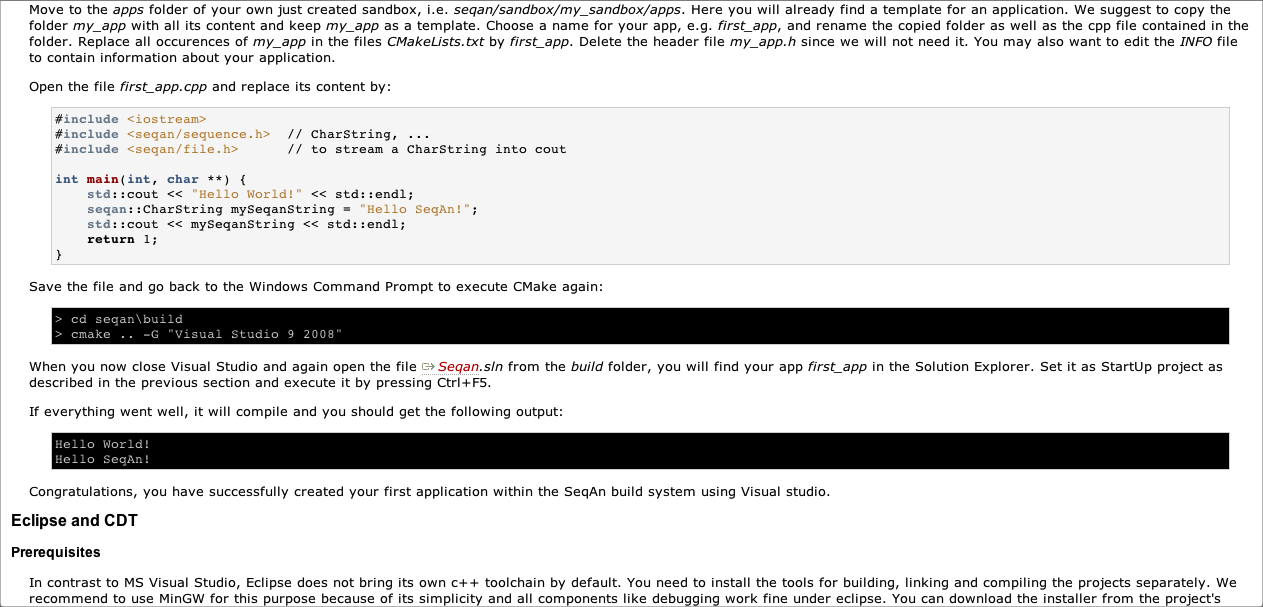 Move to the apps folder of your own just created sandbox, i.e. seqan/sandbox/my_sandbox/apps. Here you will already find a template for an application. We suggest to copy the
folder my_app with all its content and keep my_app as a template. Choose a name for your app, e.g. first_app, and rename the copied folder as well as the cpp file contained in the
folder. Replace all occurences of my_app in the files CMakeLists.txt by first_app. Delete the header file my_app.h since we will not need it. You may also want to edit the INFO file
to contain information about your application.
Open the file first_app.cpp and replace its content by:
#include <iostream>
#include <seqan/sequence.h>  // CharString, ...
#include <seqan/file.h>      // to stream a CharString into cout
int main(int, char **) {
    std::cout << "Hello World!" << std::endl;
    seqan::CharString mySeqanString = "Hello SeqAn!";
    std::cout << mySeqanString << std::endl;
    return 1;
}
Save the file and go back to the Windows Command Prompt to execute CMake again:
> cd seqan\build
> cmake .. -G "Visual Studio 9 2008"
When you now close Visual Studio and again open the file Seqan.sln from the build folder, you will find your app first_app in the Solution Explorer. Set it as StartUp project as
described in the previous section and execute it by pressing Ctrl+F5.
If everything went well, it will compile and you should get the following output:
Hello World!
Hello SeqAn!
Congratulations, you have successfully created your first application within the SeqAn build system using Visual studio.
Eclipse and CDT
Prerequisites
In contrast to MS Visual Studio, Eclipse does not bring its own c++ toolchain by default. You need to install the tools for building, linking and compiling the projects separately. We
recommend to use MinGW for this purpose because of its simplicity and all components like debugging work fine under eclipse. You can download the installer from the project's